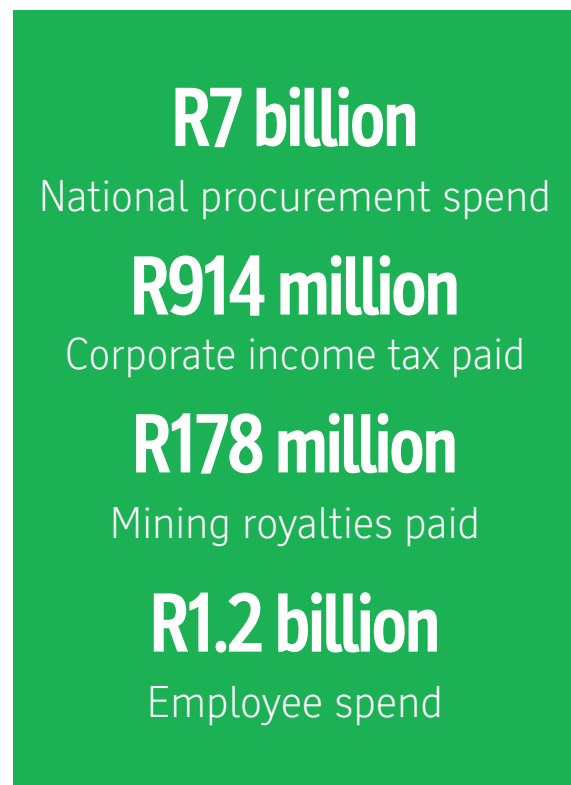 R7 billion
National procurement spend
R914 million
Corporate income tax paid
R178 million
Mining royalties paid
R1.2 billion
Employee spend